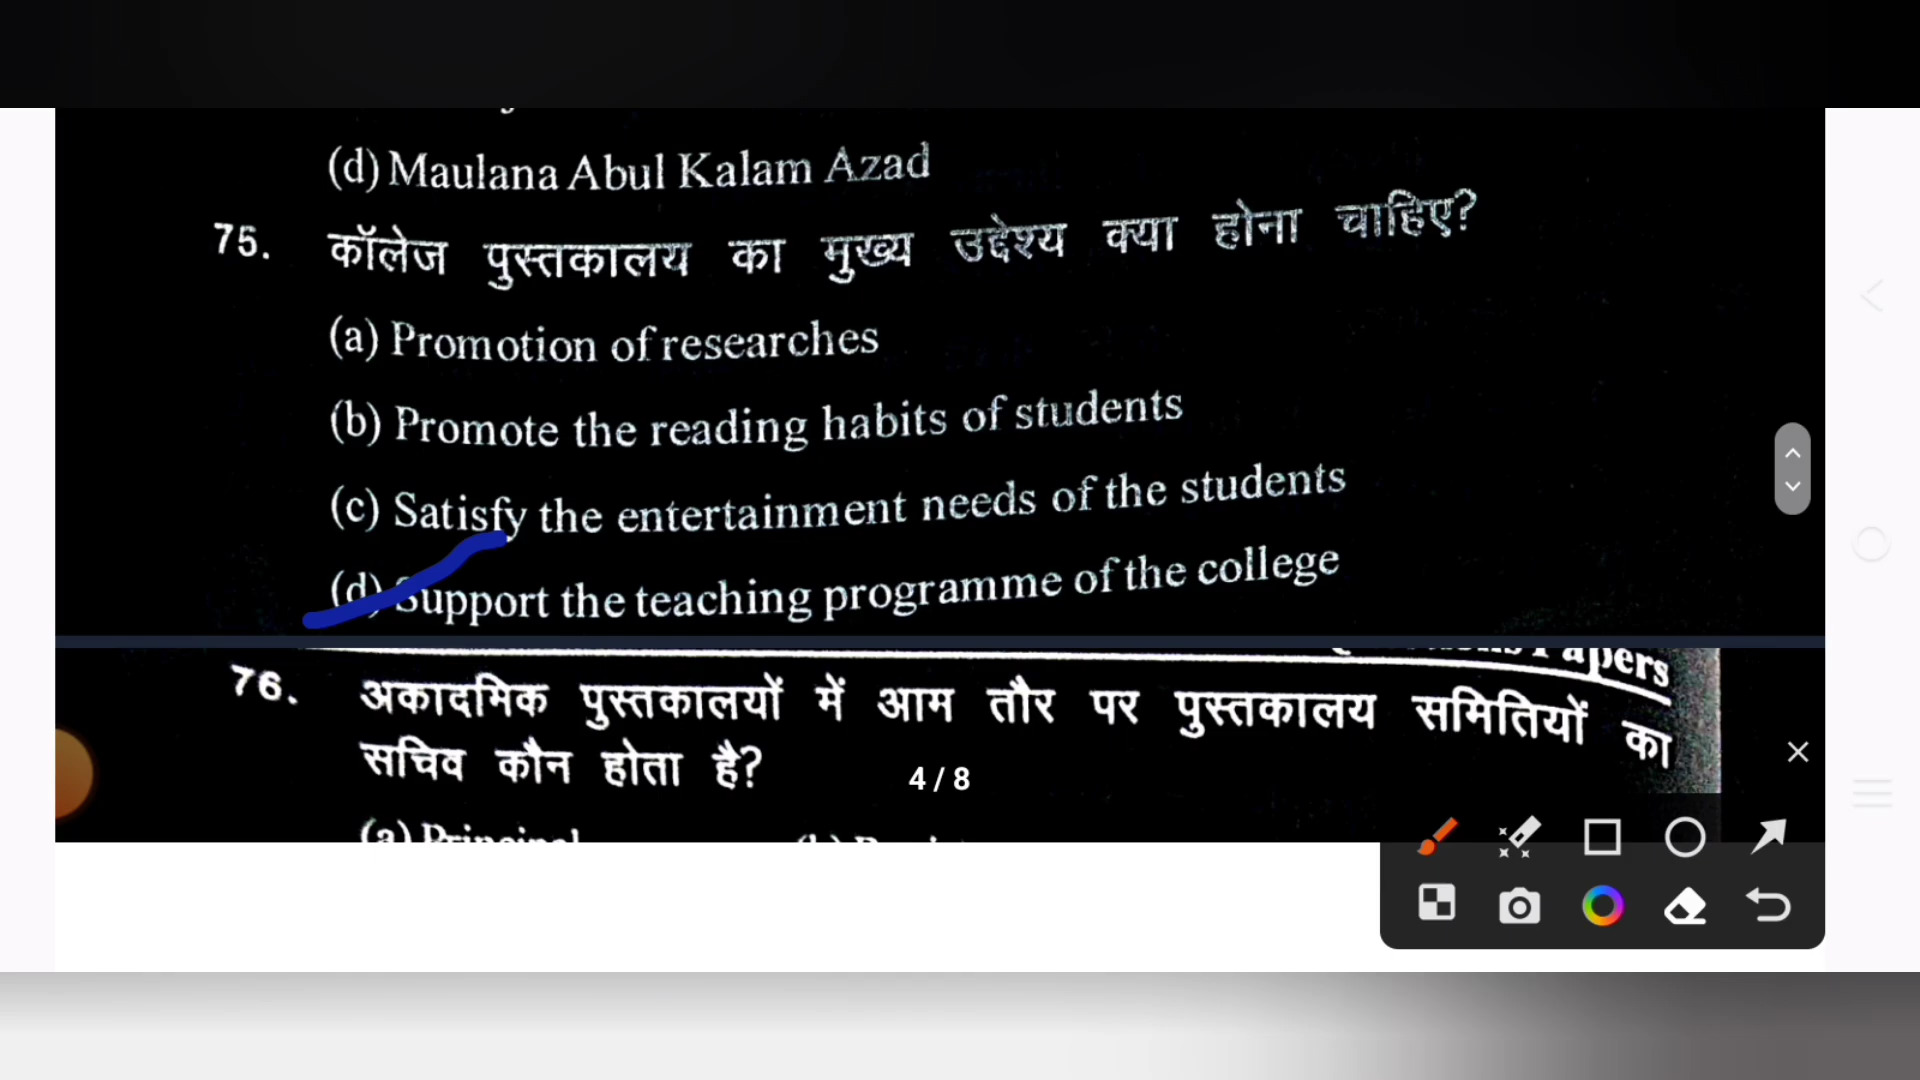 (d) Maulana Abul Kalam Azad
75. कॉलेज पुस्तकालय का मुख्य उद्देश्य क्या होना चाहिए?
(a) Promotion of researches
(b) Promote the reading habits of students
(c) Satisfy the entertainment needs of the students
(d) Support the teaching programme of the college
Papers
76. अकादमिक पुस्तकालयों में आम तौर पर पुस्तकालय समितियों का
सचिव कौन होता है?
4 / 8
(a) Principal